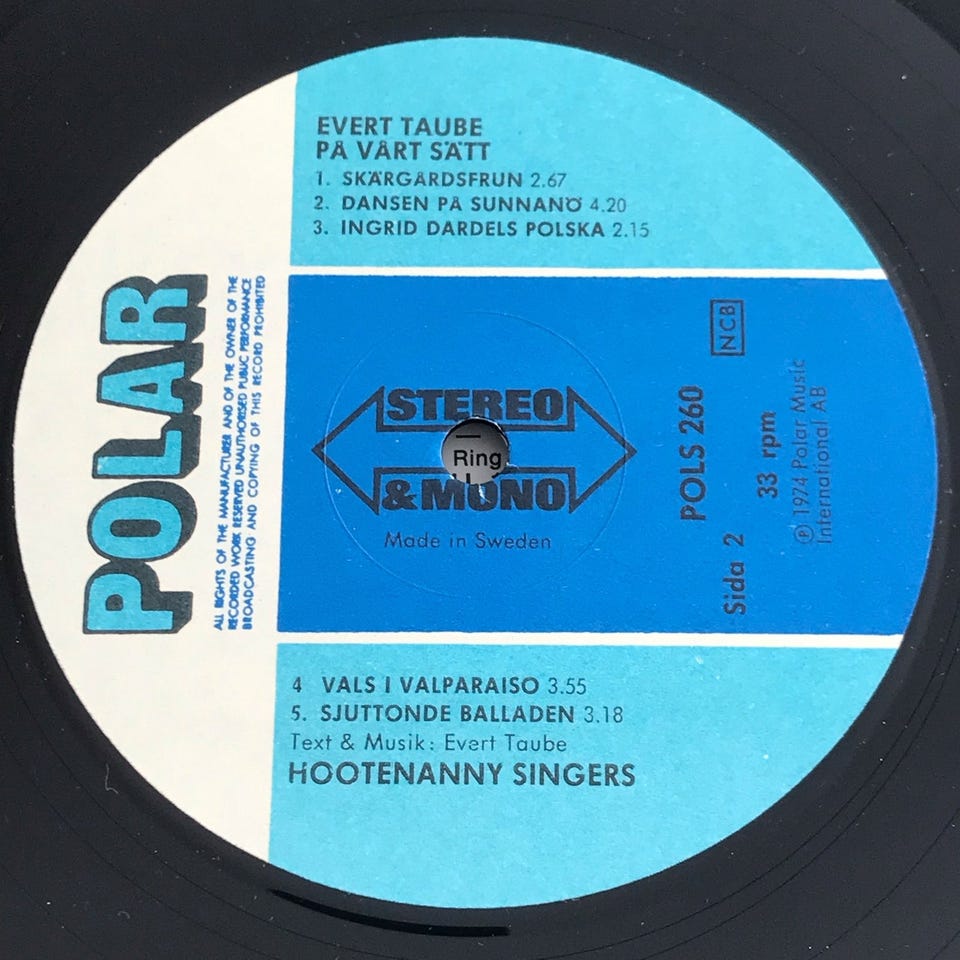 EVERT TAUBE
PÅ VÅRT SÄTT
1. SKÄRGÅRDSFRUN 2.67
2. DANSEN PÅ SUNNANÖ 4.20
3. INGRID DARDELS POLSKA 2.15
POLAR
ALL RIGHTS OF THE MANUFACTURER AND OF THE OWNER OF THE
RECORDED WORK RESERVED UNAUTHORISED PUBLIC PERFORMANCE
BROADCASTING AND COPYING OF THIS RECORD PROHIBITED
STEREO
Ring
& MONO
Made in Sweden
NCB
POLS 260
Sida 2
33 rpm
℗ 1974 Polar Music
International AB
4 VALS I VALPARAISO 3.55
5. SJUTTONDE BALLADEN 3.18
Text & Musik: Evert Taube
HOOTENANNY SINGERS